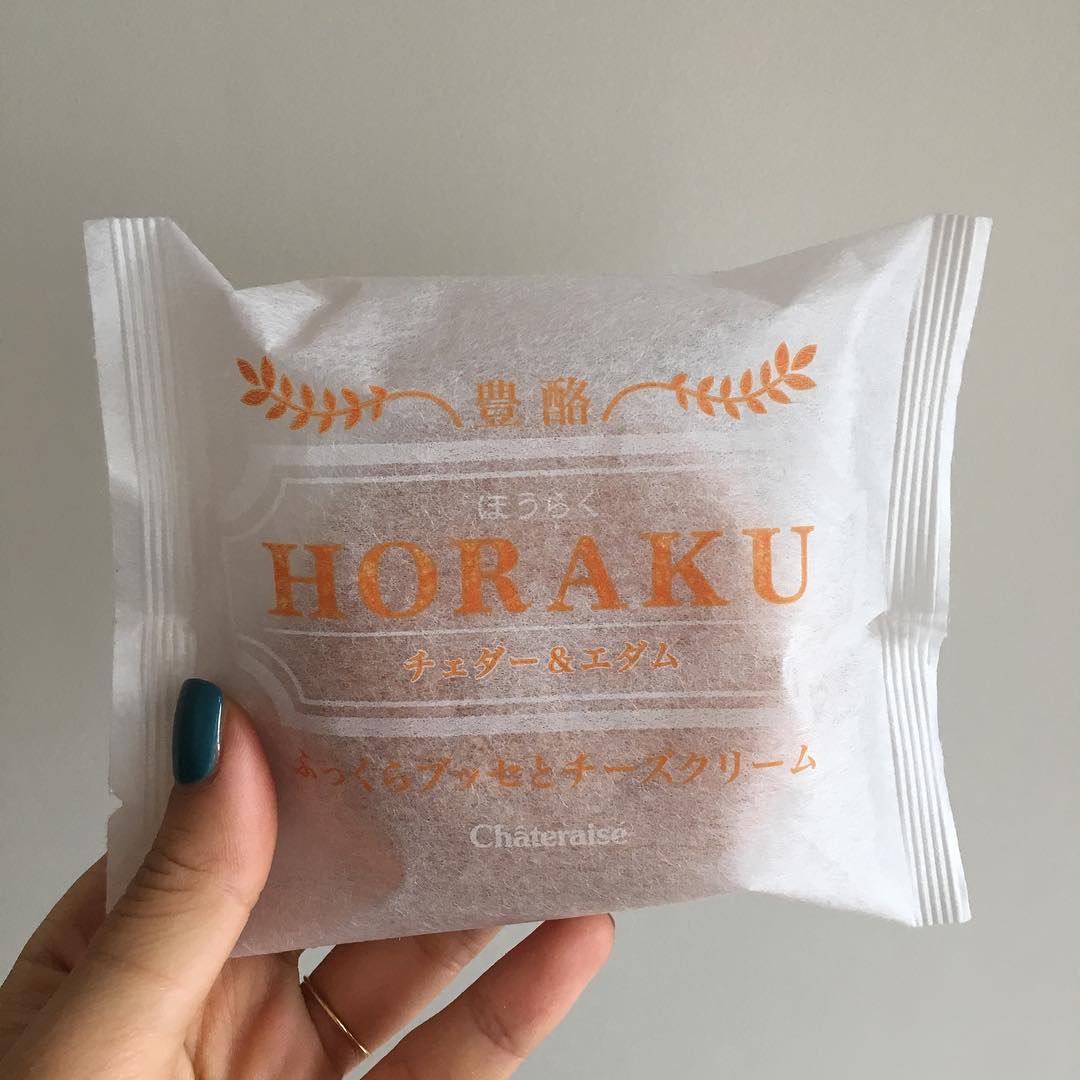 豊酪
ほうらく
HORAKU
チェダー&エダム
ふっくらブッセとチーズクリーム
Châteraisé